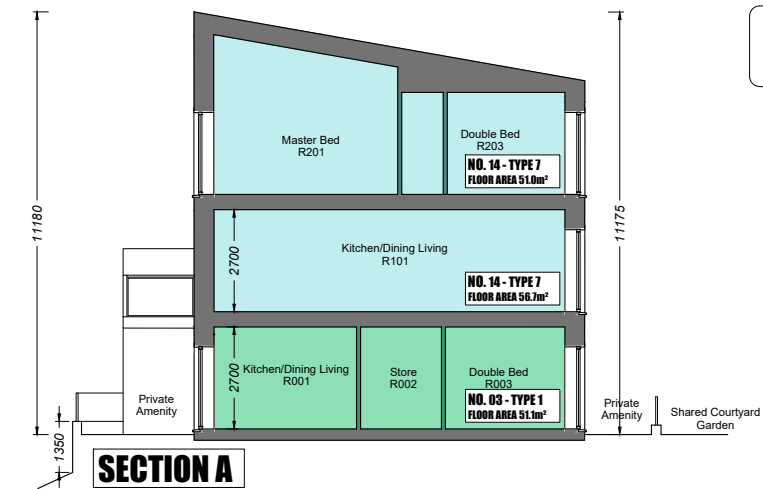 Master Bed
R201
Double Bed
R203
NO. 14 - TYPE 7
FLOOR AREA 51.0m²
11180
11175
Kitchen/Dining Living
R101
2700
NO. 14 - TYPE 7
FLOOR AREA 56.7m²
Kitchen/Dining Living
R001
2700
Store
R002
Double Bed
R003
NO. 03 - TYPE 1
FLOOR AREA 51.1m²
Private
Amenity
Private
Amenity
Shared Courtyard
Garden
1350
SECTION A